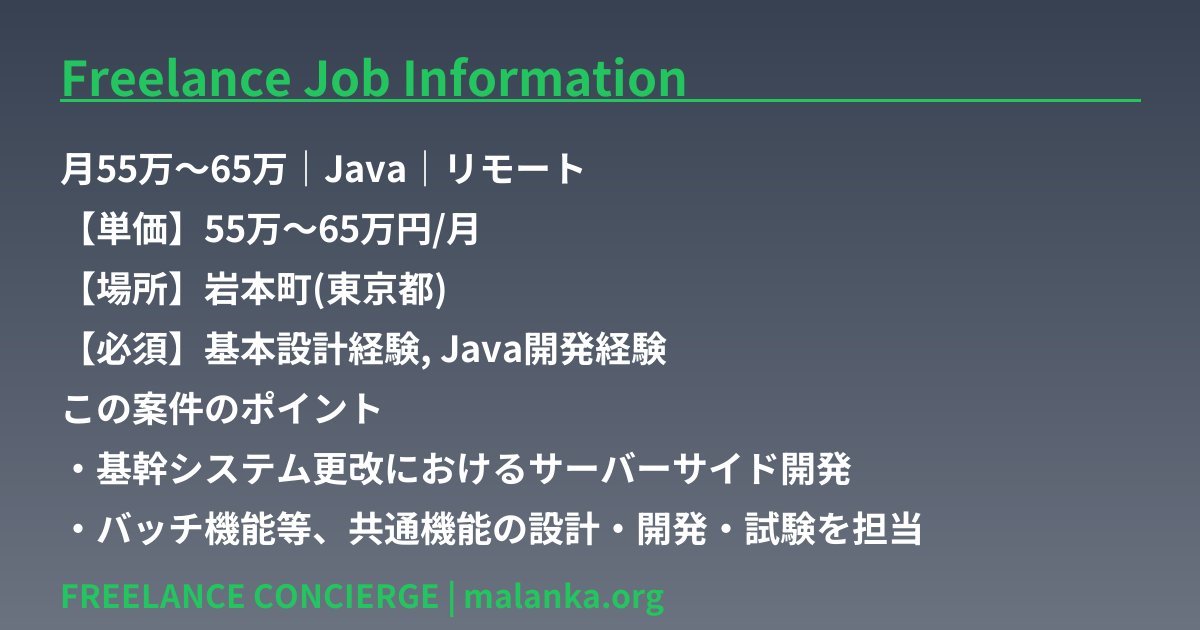 Freelance Job Information
月55万〜65万｜Java｜リモート
【単価】55万〜65万円/月
【場所】岩本町(東京都)
【必須】基本設計経験, Java開発経験
この案件のポイント
・基幹システム更改におけるサーバーサイド開発
・バッチ機能等、共通機能の設計・開発・試験を担当
FREELANCE CONCIERGE | malanka.org